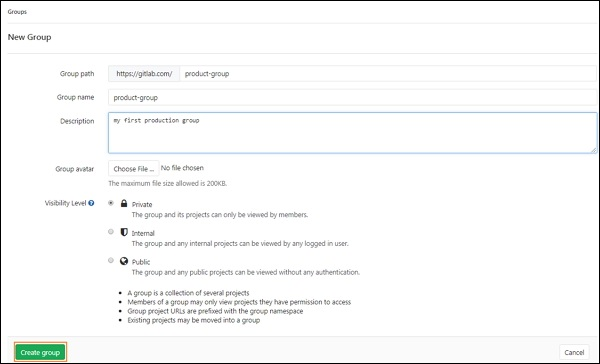 Groups
New Group
Group path https://gitlab.com/ product-group
Group name product-group
Description my first production group
Group avatar Choose File ... No file chosen
The maximum file size allowed is 200KB.
Visibility Level ? Private
The group and its projects can only be viewed by members.
Internal
The group and any internal projects can be viewed by any logged in user.
Public
The group and any public projects can be viewed without any authentication.
• A group is a collection of several projects
• Members of a group may only view projects they have permission to access
• Group project URLs are prefixed with the group namespace
• Existing projects may be moved into a group
Create group Cancel